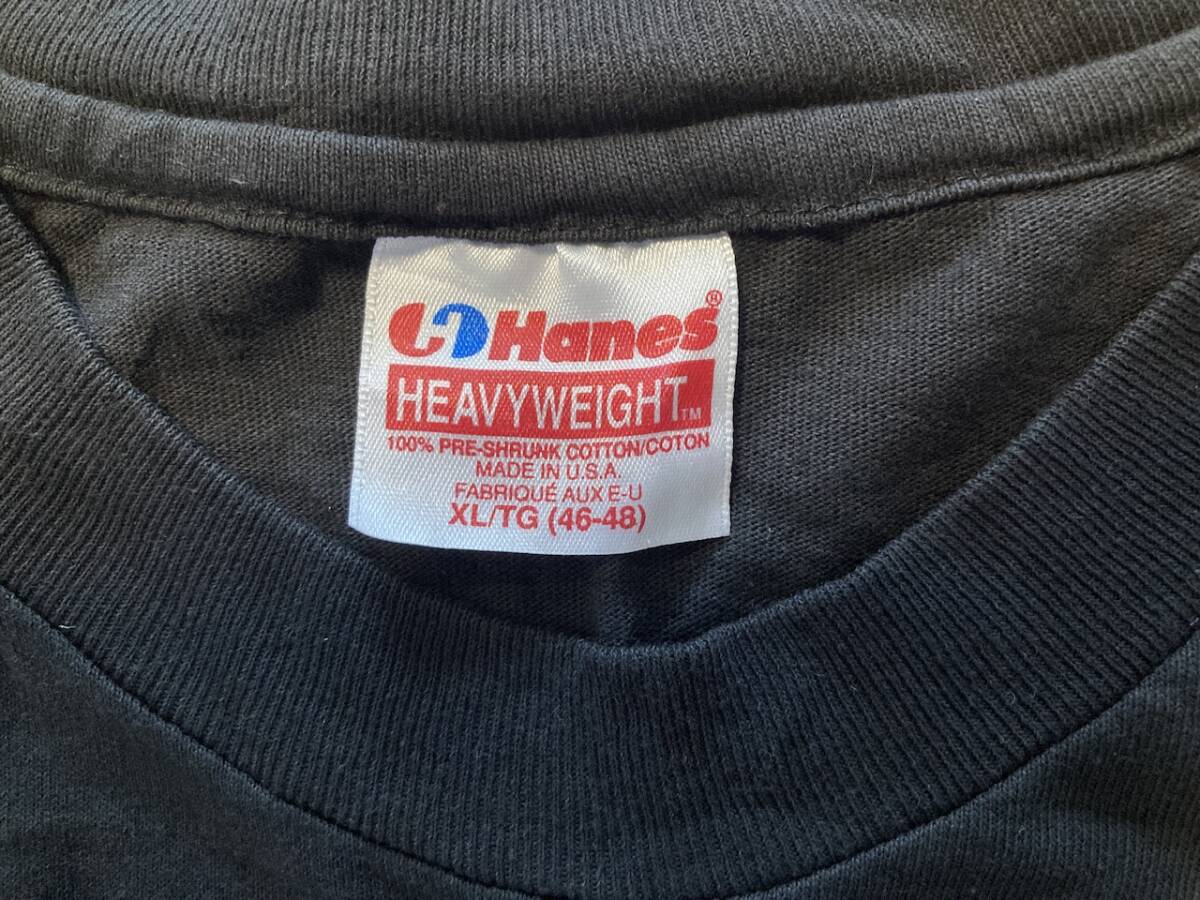 Hanes®
HEAVYWEIGHT™
100% PRE-SHRUNK COTTON/COTON
MADE IN U.S.A.
FABRIQUÉ AUX E-U
XL/TG (46-48)